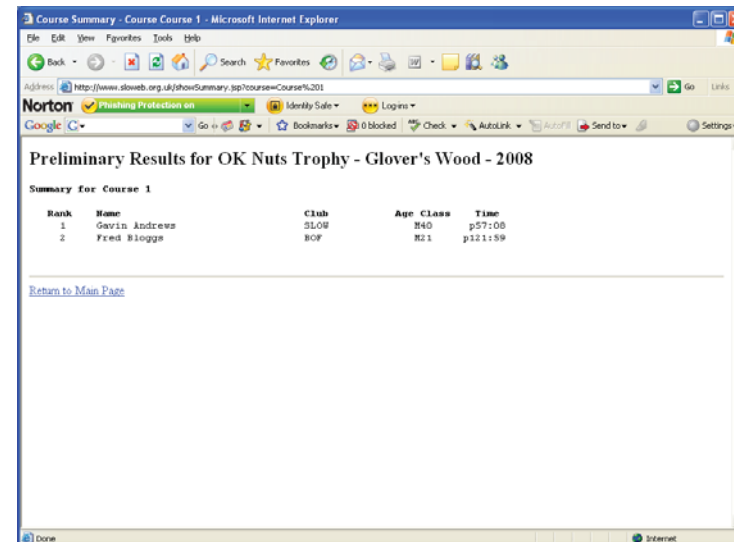 Course Summary - Course Course 1 - Microsoft Internet Explorer
File Edit View Favorites Tools Help
Back Search Favorites
Address http://www.sloweb.org.uk/showSummary.jsp?course=Course%201 Go Links
Norton Phishing Protection on Identity Safe Log-ins
Google G Go Bookmarks 0 blocked Check AutoLink AutoFill Send to Settings
Preliminary Results for OK Nuts Trophy - Glover's Wood - 2008
Summary for Course 1
Rank Name Club Age Class Time
1 Gavin Andrews SLOW M40 p57:08
2 Fred Bloggs BOF M21 p121:59
Return to Main Page
Done Internet